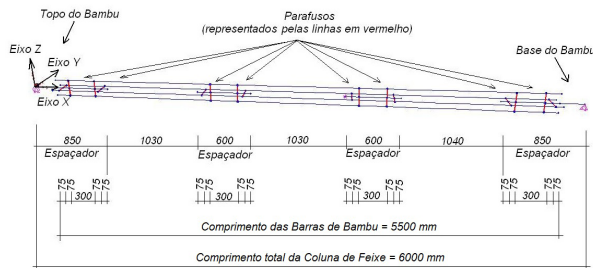 Topo do Bambu
Parafusos
(representados pelas linhas em vermelho)
Base do Bambu
Eixo Z
Eixo Y
Eixo X
850 1030 600 1030 600 1040 850
Espaçador Espaçador Espaçador Espaçador
75 75 75 75 75 75 75 75 75 75 75 75 75 75 75 75
300 300 300 300
Comprimento das Barras de Bambu = 5500 mm
Comprimento total da Coluna de Feixe = 6000 mm